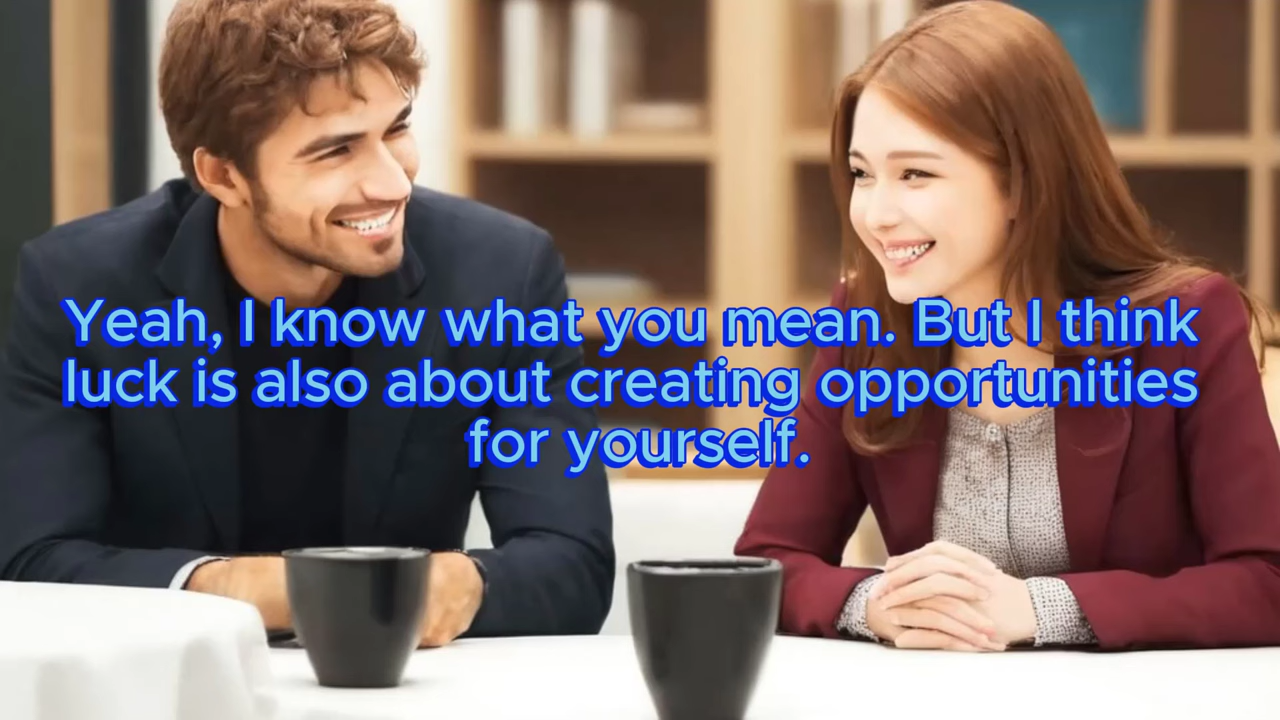 Yeah, I know what you mean. But I think
luck is also about creating opportunities
for yourself.